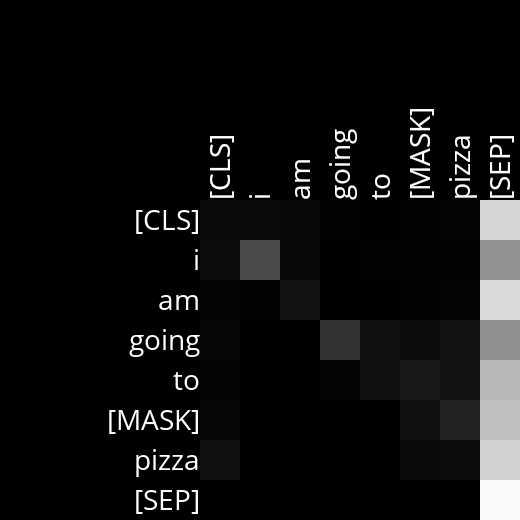 [CLS] i am going to [MASK] pizza [SEP]
[CLS]
i
am
going
to
[MASK]
pizza
[SEP]